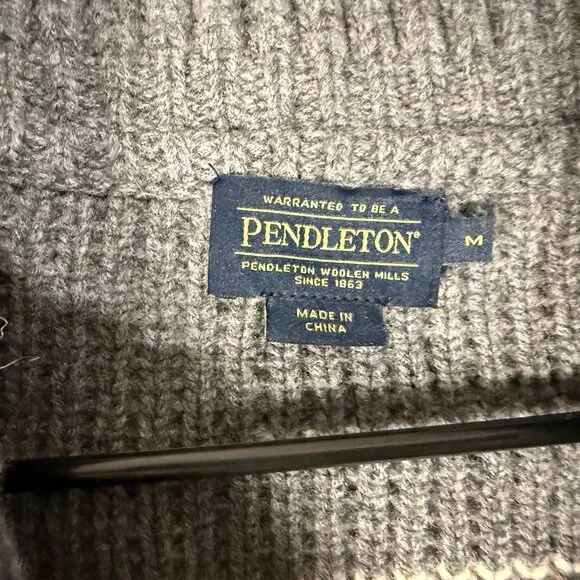 WARRANTED TO BE A
PENDLETON®
M
PENDLETON WOOLEN MILLS
SINCE 1863
MADE IN
CHINA